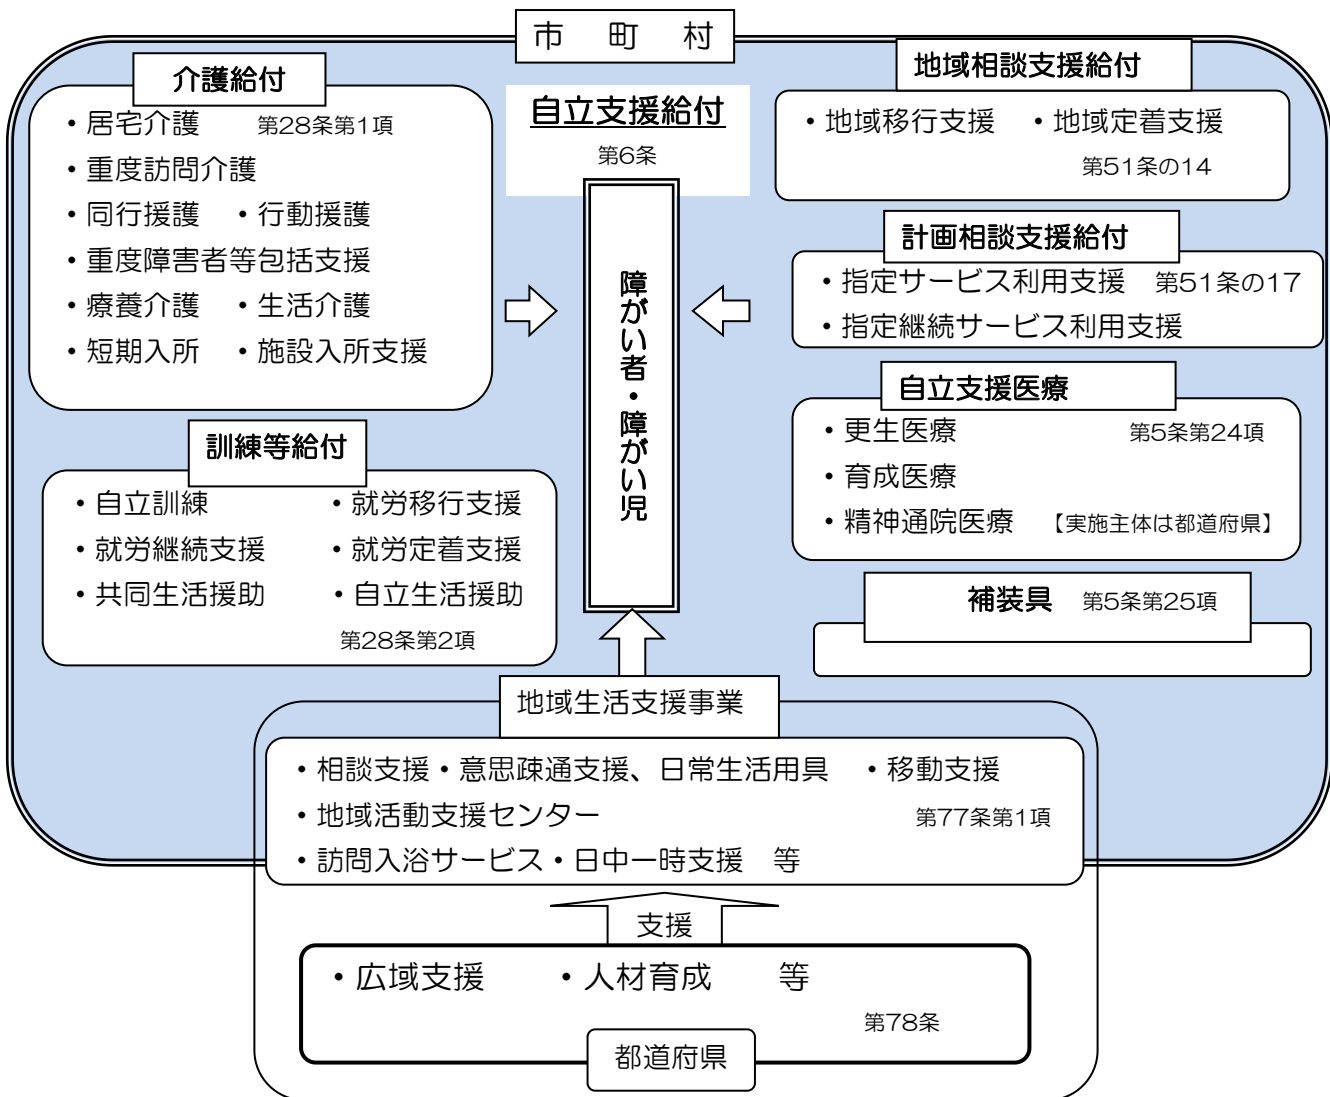 市　町　村
介護給付
・居宅介護　第28条第1項
・重度訪問介護
・同行援護　・行動援護
・重度障害者等包括支援
・療養介護　・生活介護
・短期入所　・施設入所支援
訓練等給付
・自立訓練　・就労移行支援
・就労継続支援　・就労定着支援
・共同生活援助　・自立生活援助
第28条第2項
自立支援給付
第6条
障がい者・障がい児
地域相談支援給付
・地域移行支援　・地域定着支援
第51条の14
計画相談支援給付
・指定サービス利用支援　第51条の17
・指定継続サービス利用支援
自立支援医療
・更生医療　第5条第24項
・育成医療
・精神通院医療　【実施主体は都道府県】
補装具　第5条第25項
地域生活支援事業
・相談支援・意思疎通支援、日常生活用具　・移動支援
・地域活動支援センター　第77条第1項
・訪問入浴サービス・日中一時支援　等
支援
・広域支援　・人材育成　等
第78条
都道府県